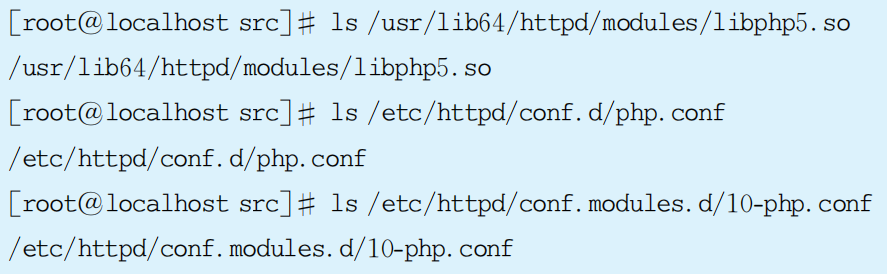 [root@localhost src]# ls /usr/lib64/httpd/modules/libphp5.so
/usr/lib64/httpd/modules/libphp5.so
[root@localhost src]# ls /etc/httpd/conf.d/php.conf
/etc/httpd/conf.d/php.conf
[root@localhost src]# ls /etc/httpd/conf.modules.d/10-php.conf
/etc/httpd/conf.modules.d/10-php.conf